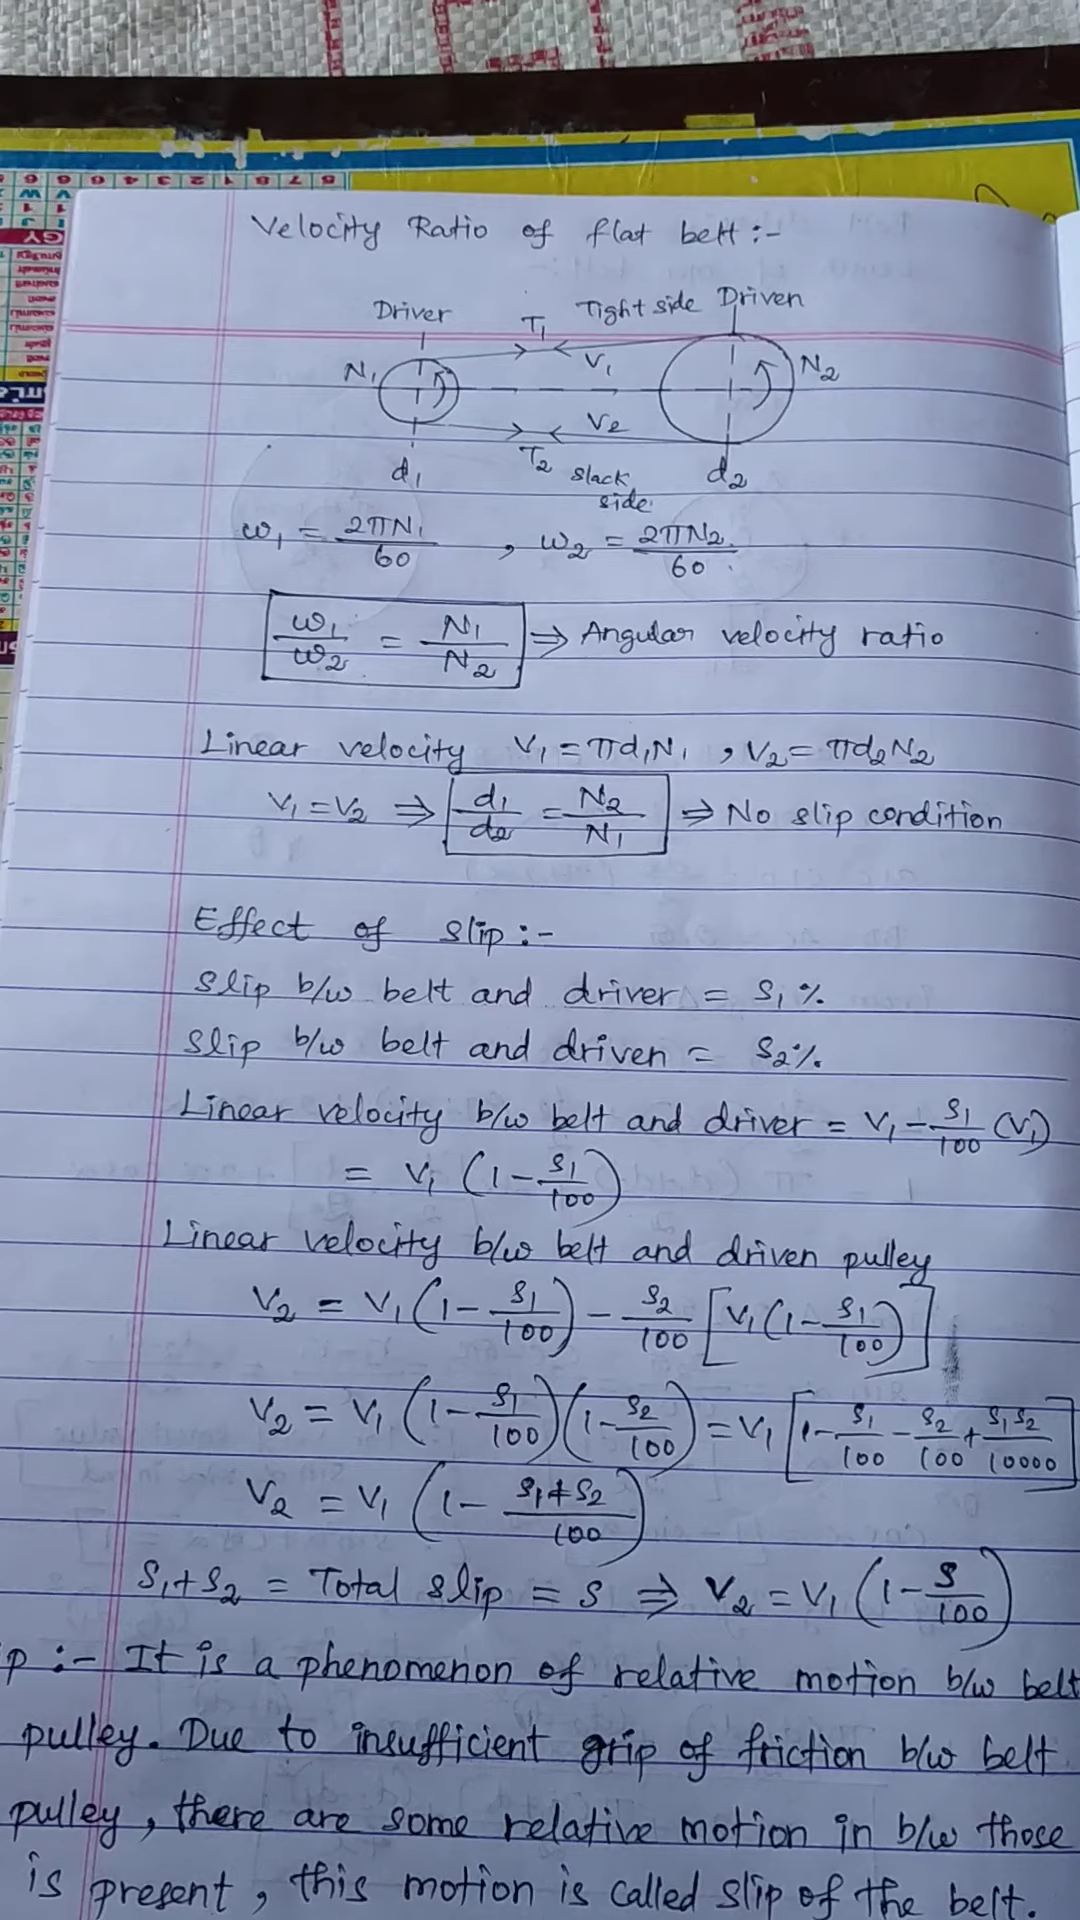 Velocity Ratio of flat belt :-
Driver T₁ Tight side Driven
N₁ V₁ N₂
V₂
d₁ T₂ slack side d₂
ω₁ = 2πN₁/60 , ω₂ = 2πN₂/60
ω₁/ω₂ = N₁/N₂ ⇒ Angular velocity ratio
Linear velocity V₁ = πd₁N₁ , V₂ = πd₂N₂
V₁ = V₂ ⇒ d₁/d₂ = N₂/N₁ ⇒ No slip condition
Effect of slip :-
slip b/w belt and driver = S₁ %
slip b/w belt and driven = S₂ %.
Linear velocity b/w belt and driver = V₁ - S₁/100 (V₁)
= V₁ (1 - S₁/100)
Linear velocity b/w belt and driven pulley
V₂ = V₁ (1 - S₁/100) - S₂/100 [V₁ (1 - S₁/100)]
V₂ = V₁ (1 - S₁/100) (1 - S₂/100) = V₁ [1 - S₁/100 - S₂/100 + S₁S₂/10000]
V₂ = V₁ (1 - S₁+S₂/100)
S₁+S₂ = Total slip = S ⇒ V₂ = V₁ (1 - S/100)
p :- It is a phenomenon of relative motion b/w belt
pulley. Due to insufficient grip of friction b/w belt
pulley, there are some relative motion in b/w those
is present, this motion is called slip of the belt.